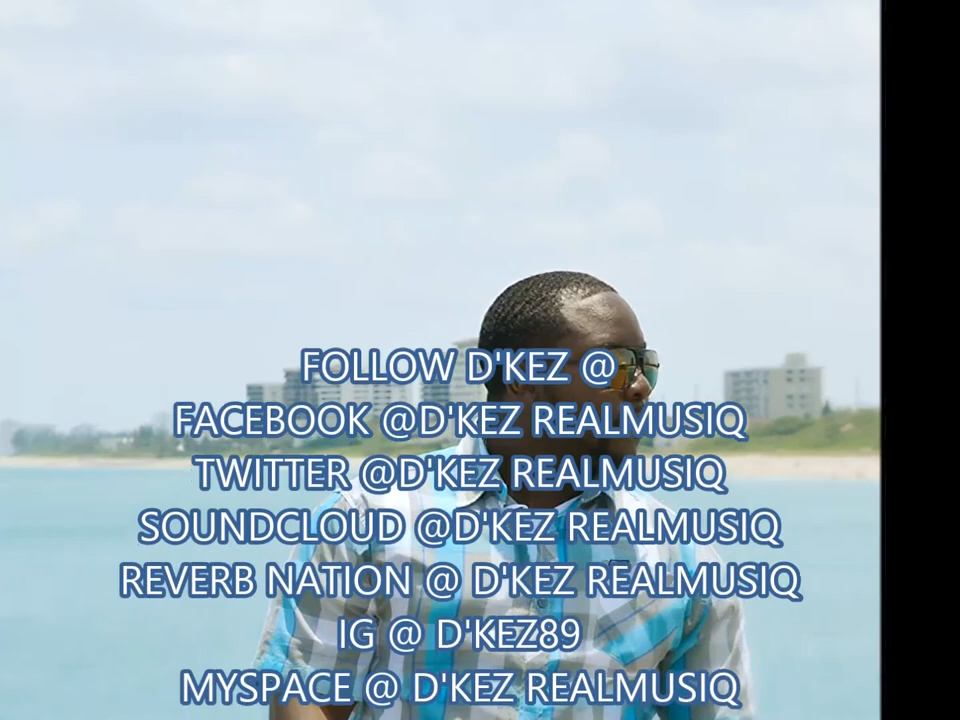 FOLLOW D'KEZ @
FACEBOOK @D'KEZ REALMUSIQ
TWITTER @D'KEZ REALMUSIQ
SOUNDCLOUD @D'KEZ REALMUSIQ
REVERB NATION @ D'KEZ REALMUSIQ
IG @ D'KEZ89
MYSPACE @ D'KEZ REALMUSIQ